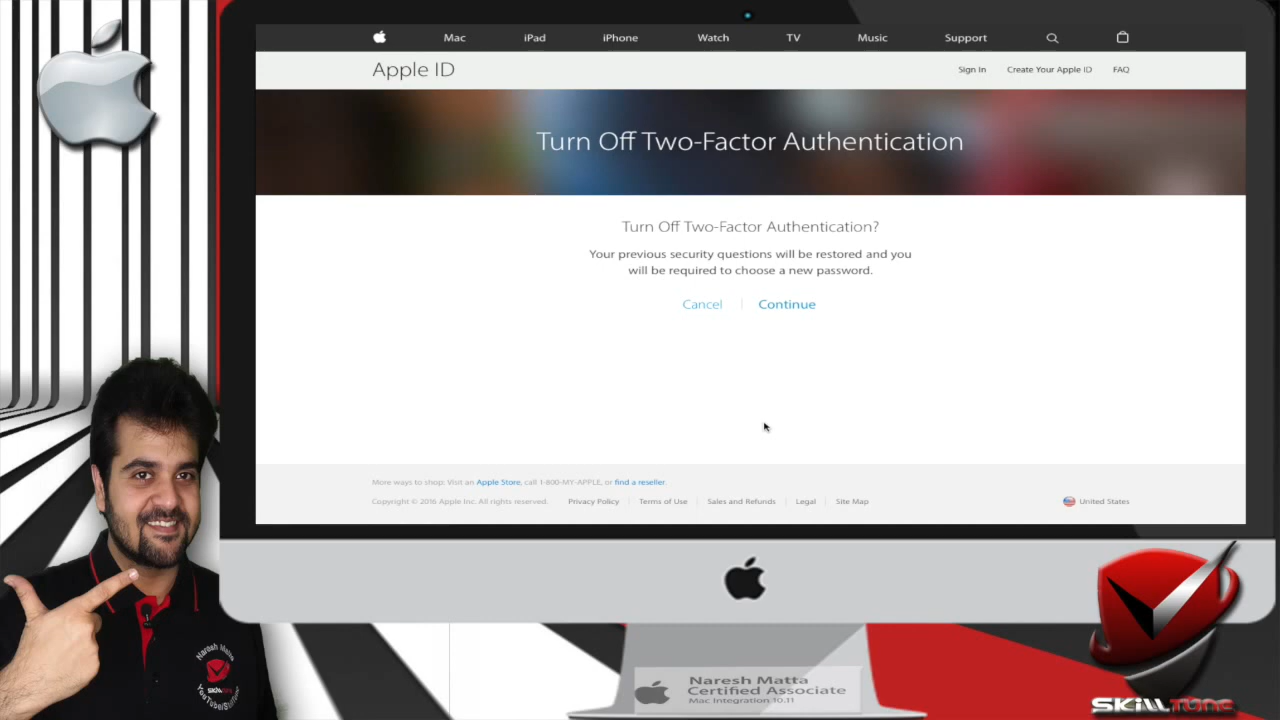 Mac iPad iPhone Watch TV Music Support
Apple ID
Sign In Create Your Apple ID FAQ
Turn Off Two-Factor Authentication
Turn Off Two-Factor Authentication?
Your previous security questions will be restored and you
will be required to choose a new password.
Cancel Continue
More ways to shop: Visit an Apple Store, call 1-800-MY-APPLE, or find a reseller.
Copyright © 2016 Apple Inc. All rights reserved. Privacy Policy Terms of Use Sales and Refunds Legal Site Map United States
Naresh Matta
SKILLTUNE
Naresh Matta
Certified Associate
Mac Integration 10.11